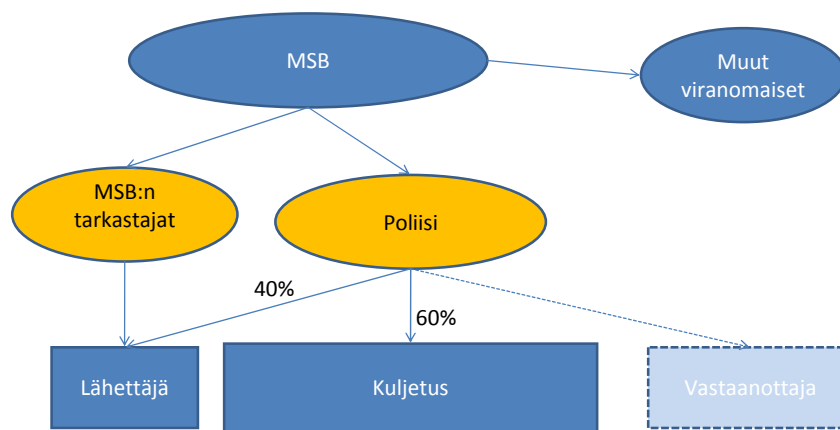 MSB
Muut
viranomaiset
MSB:n
tarkastajat
Poliisi
40%
60%
Lähettäjä
Kuljetus
Vastaanottaja